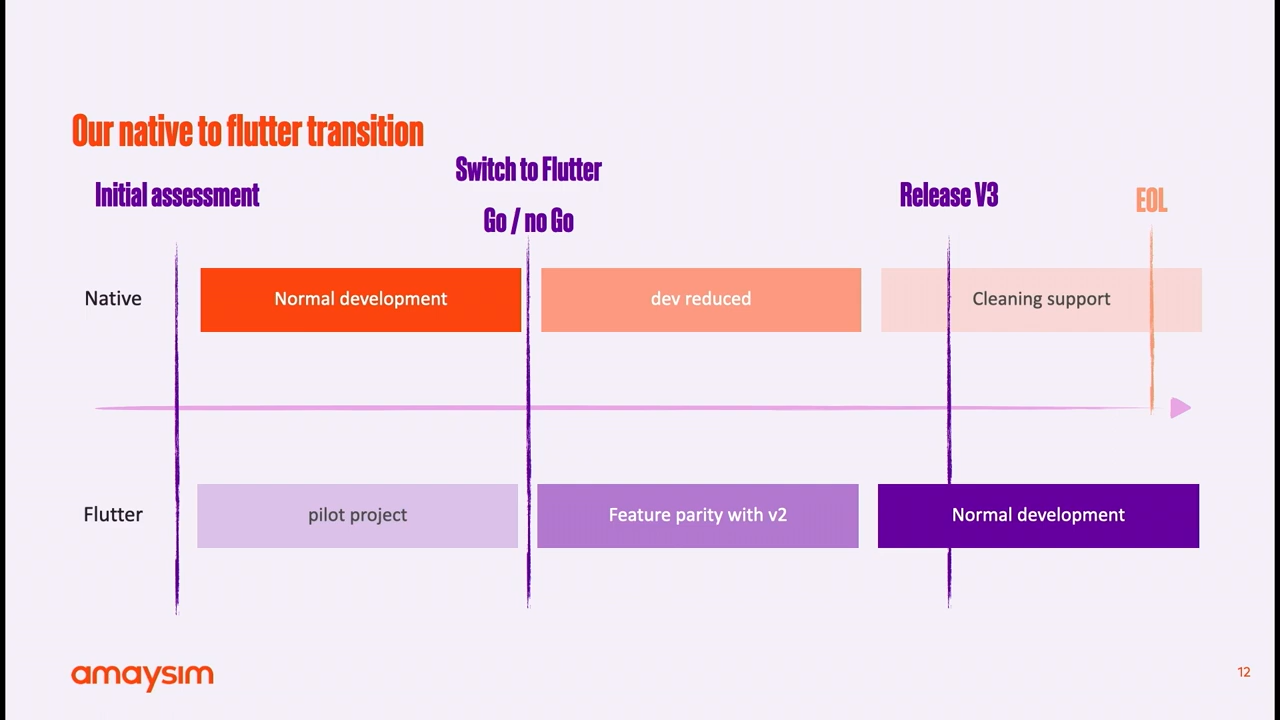 Our native to flutter transition
Initial assessment
Switch to Flutter
Go / no Go
Release V3
EOL
Native
Normal development
dev reduced
Cleaning support
Flutter
pilot project
Feature parity with v2
Normal development
amaysim
12